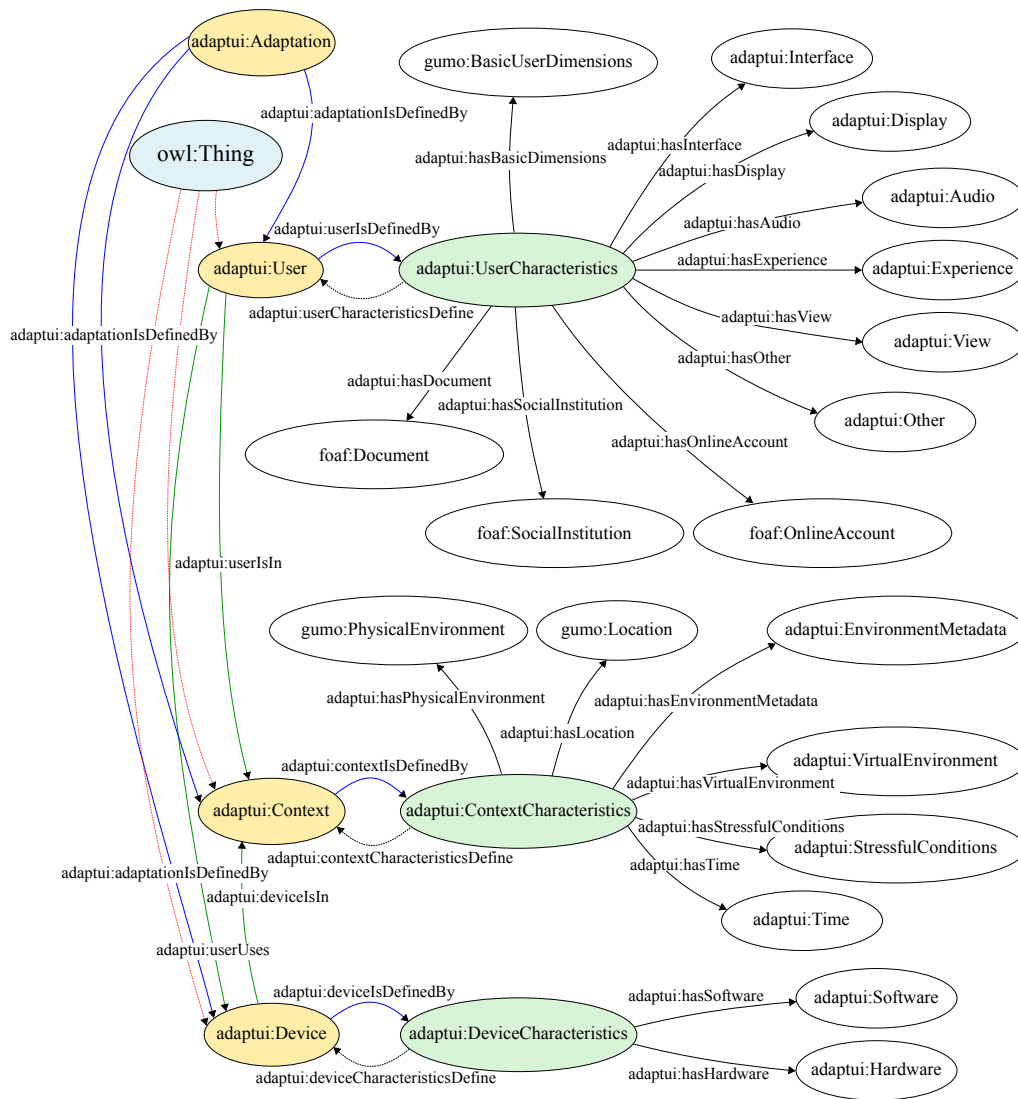 adaptui:Adaptation
gumo:BasicUserDimensions
adaptui:Interface
adaptui:adaptationIsDefinedBy
adaptui:Display
owl:Thing
adaptui:hasBasicDimensions
adaptui:hasInterface
adaptui:hasDisplay
adaptui:Audio
adaptui:hasAudio
adaptui:userIsDefinedBy
adaptui:User
adaptui:UserCharacteristics
adaptui:hasExperience
adaptui:Experience
adaptui:userCharacteristicsDefine
adaptui:hasView
adaptui:adaptationIsDefinedBy
adaptui:View
adaptui:hasOther
adaptui:hasDocument
adaptui:hasSocialInstitution
adaptui:Other
adaptui:hasOnlineAccount
foaf:Document
foaf:SocialInstitution
foaf:OnlineAccount
adaptui:userIsIn
gumo:PhysicalEnvironment
gumo:Location
adaptui:EnvironmentMetadata
adaptui:hasPhysicalEnvironment
adaptui:hasEnvironmentMetadata
adaptui:hasLocation
adaptui:contextIsDefinedBy
adaptui:VirtualEnvironment
adaptui:hasVirtualEnvironment
adaptui:Context
adaptui:ContextCharacteristics
adaptui:hasStressfulConditions
adaptui:StressfulConditions
adaptui:contextCharacteristicsDefine
adaptui:hasTime
adaptui:adaptationIsDefinedBy
adaptui:deviceIsIn
adaptui:Time
adaptui:userUses
adaptui:deviceIsDefinedBy
adaptui:hasSoftware
adaptui:Software
adaptui:Device
adaptui:DeviceCharacteristics
adaptui:hasHardware
adaptui:Hardware
adaptui:deviceCharacteristicsDefine